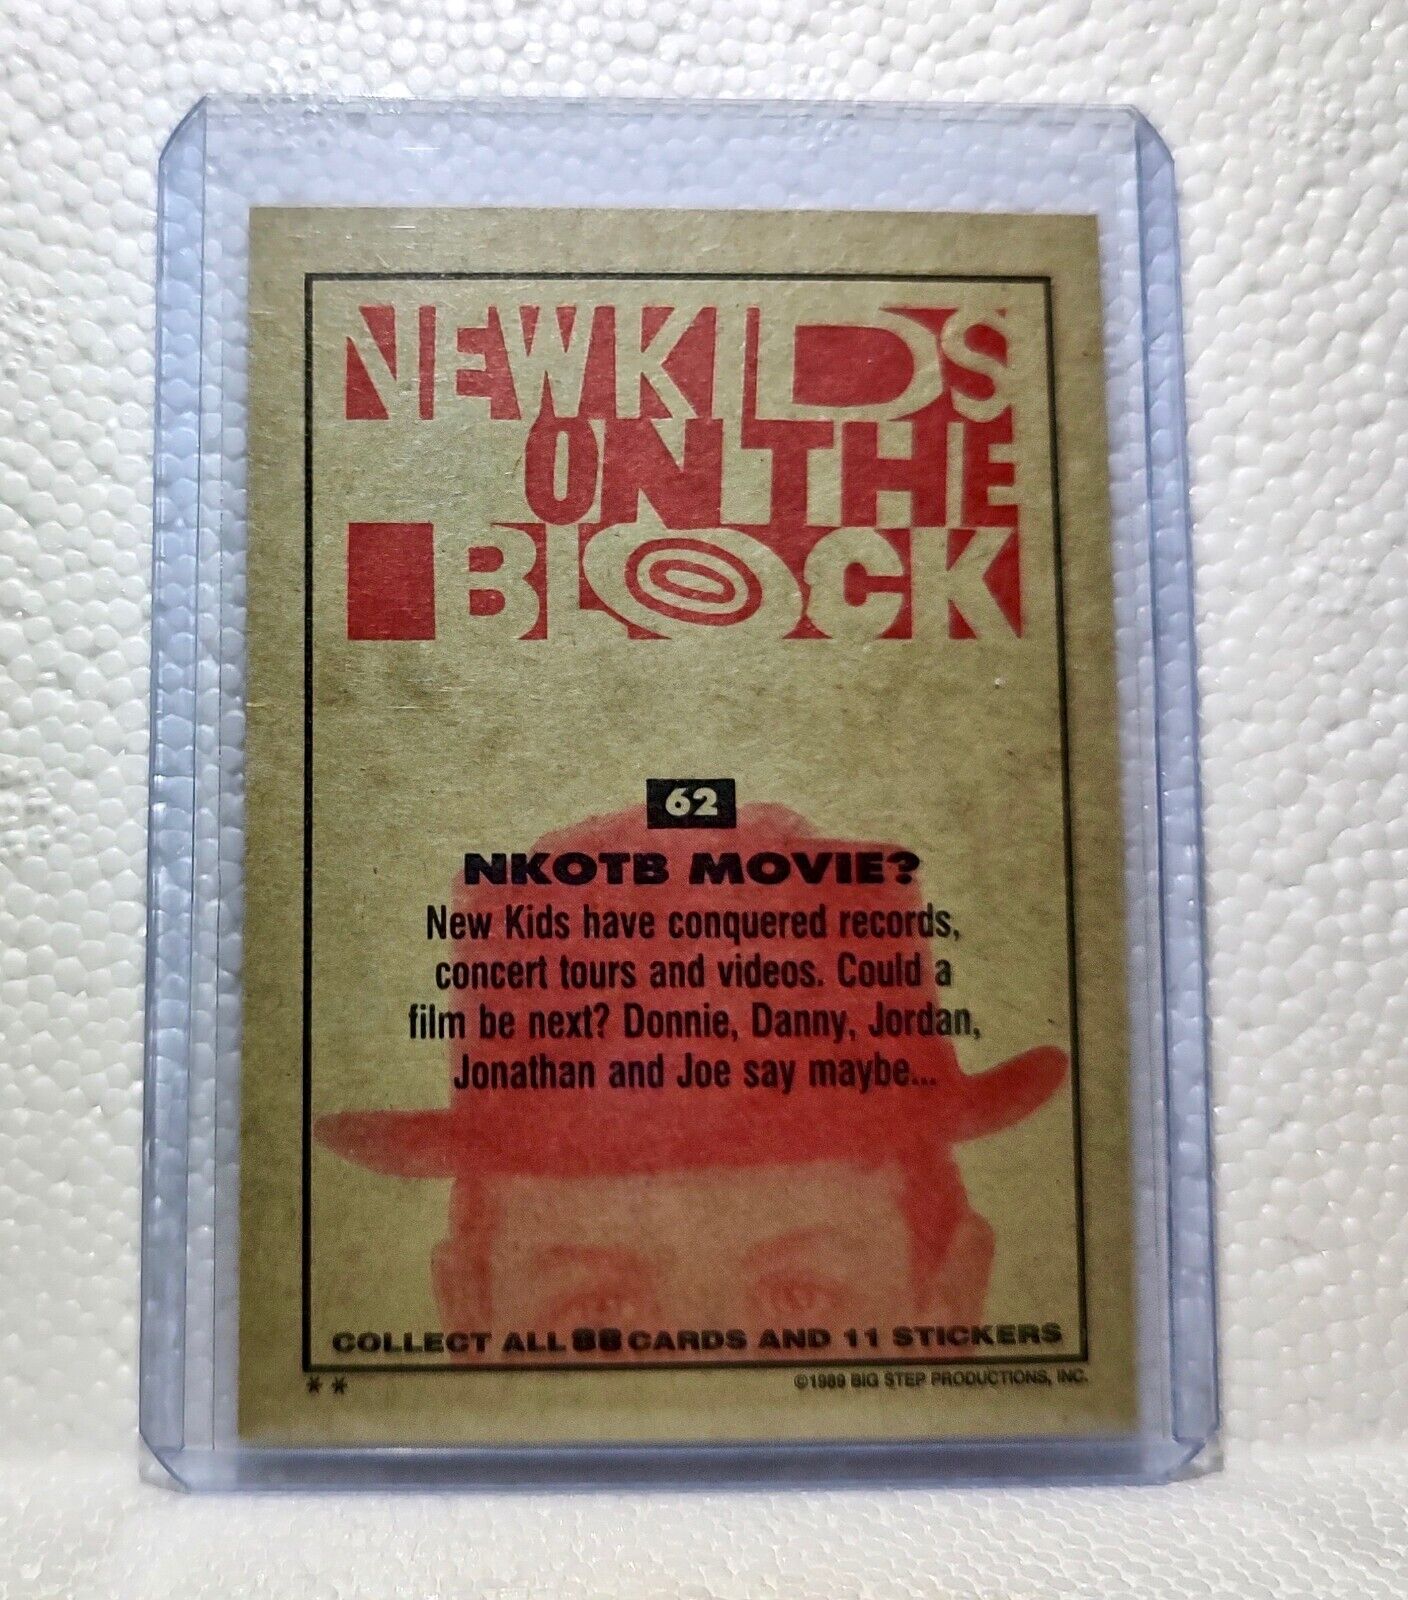 NEW KIDS
ON THE
BLOCK
62
NKOTB MOVIE?
New Kids have conquered records,
concert tours and videos. Could a
film be next? Donnie, Danny, Jordan,
Jonathan and Joe say maybe...
COLLECT ALL 88 CARDS AND 11 STICKERS
** ©1989 BIG STEP PRODUCTIONS, INC.